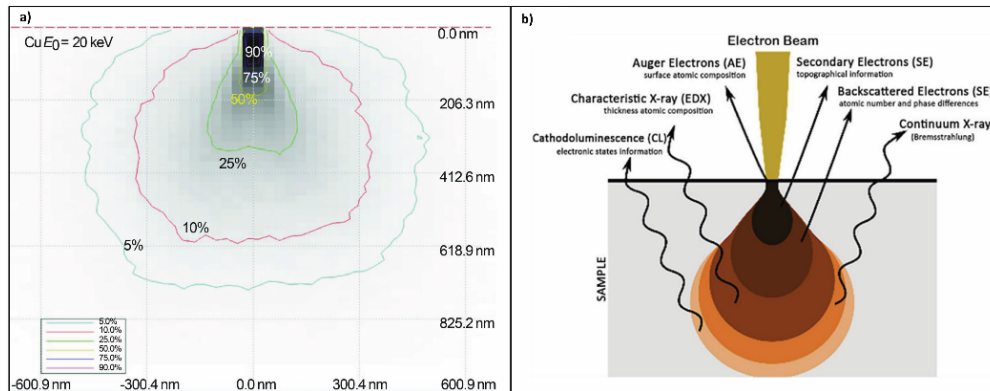 a)
Cu E0 = 20 keV
0.0 nm
90%
75%
50%
206.3 nm
25%
412.6 nm
10%
5%
618.9 nm
825.2 nm
5.0%
10.0%
25.0%
50.0%
75.0%
90.0%
-600.9 nm
-300.4 nm
0.0 nm
300.4 nm
600.9 nm
b)
Electron Beam
Auger Electrons (AE)
surface atomic composition
Secondary Electrons (SE)
topographical information
Characteristic X-ray (EDX)
thickness atomic composition
Backscattered Electrons (SE)
atomic number and phase differences
Cathodoluminescence (CL)
electronic states information
Continuum X-ray
(Bremsstrahlung)
SAMPLE